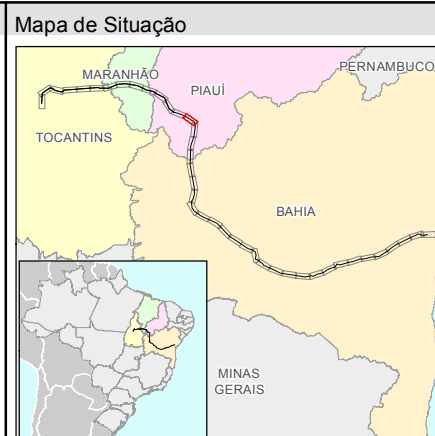 Mapa de Situação
PERNAMBUCO
MARANHÃO
PIAUÍ
TOCANTINS
BAHIA
MINAS
GERAIS